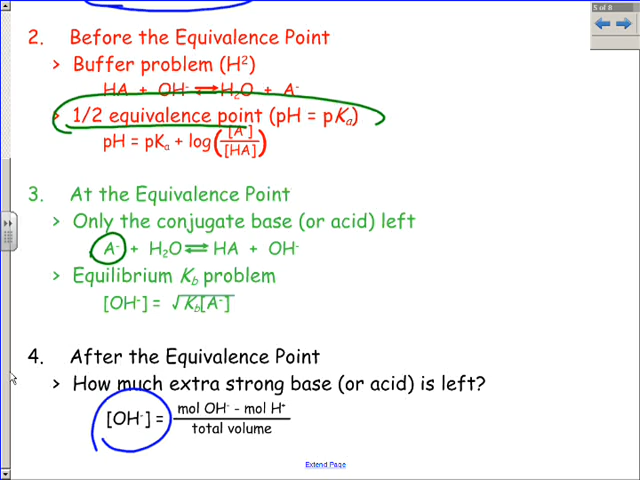 5 of 8
2. Before the Equivalence Point
> Buffer problem (H²)
HA + OH⁻ ⇌ H₂O + A⁻
> 1/2 equivalence point (pH = pKₐ)
pH = pKₐ + log([A⁻]/[HA])
3. At the Equivalence Point
> Only the conjugate base (or acid) left
A⁻ + H₂O ⇌ HA + OH⁻
> Equilibrium K_b problem
[OH⁻] = √K_b[A⁻]
4. After the Equivalence Point
> How much extra strong base (or acid) is left?
[OH⁻] = (mol OH⁻ - mol H⁺)/(total volume)
Extend Page